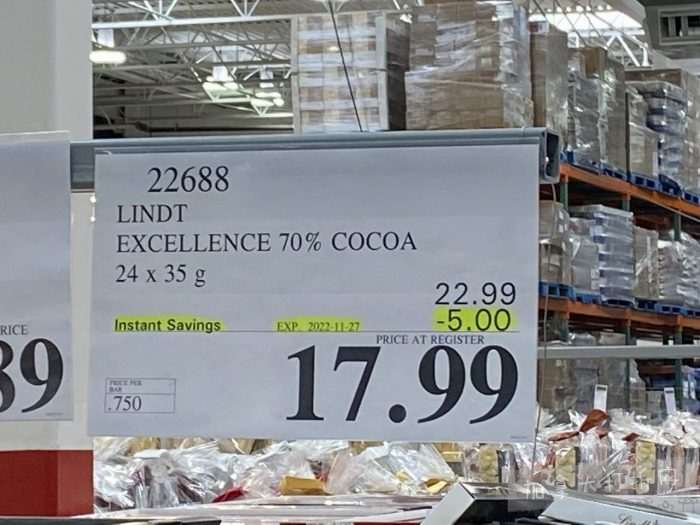 22688
LINDT
EXCELLENCE 70% COCOA
24 x 35 g
22.99
Instant Savings EXP. 2022-11-27 -5.00
PRICE AT REGISTER
17.99
PRICE PER
BAR
.750
RICE
89